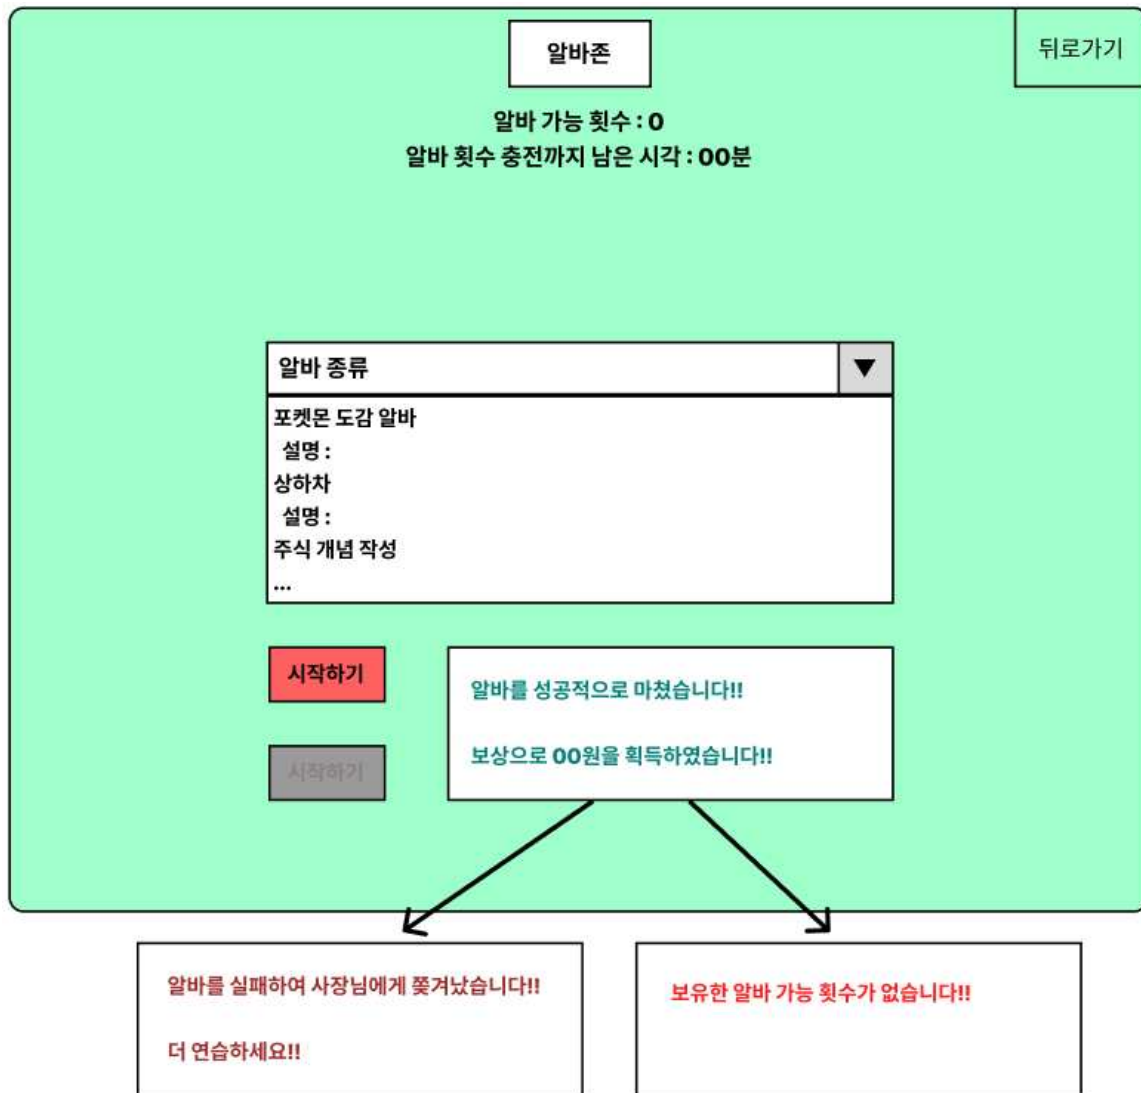 알바존
뒤로가기
알바 가능 횟수 : 0
알바 횟수 충전까지 남은 시각 : 00분
알바 종류
▼
포켓몬 도감 알바
설명 :
상하차
설명 :
주식 개념 작성
...
시작하기
알바를 성공적으로 마쳤습니다!!
보상으로 00원을 획득하였습니다!!
시작하기
알바를 실패하여 사장님에게 쫒겨났습니다!!
더 연습하세요!!
보유한 알바 가능 횟수가 없습니다!!